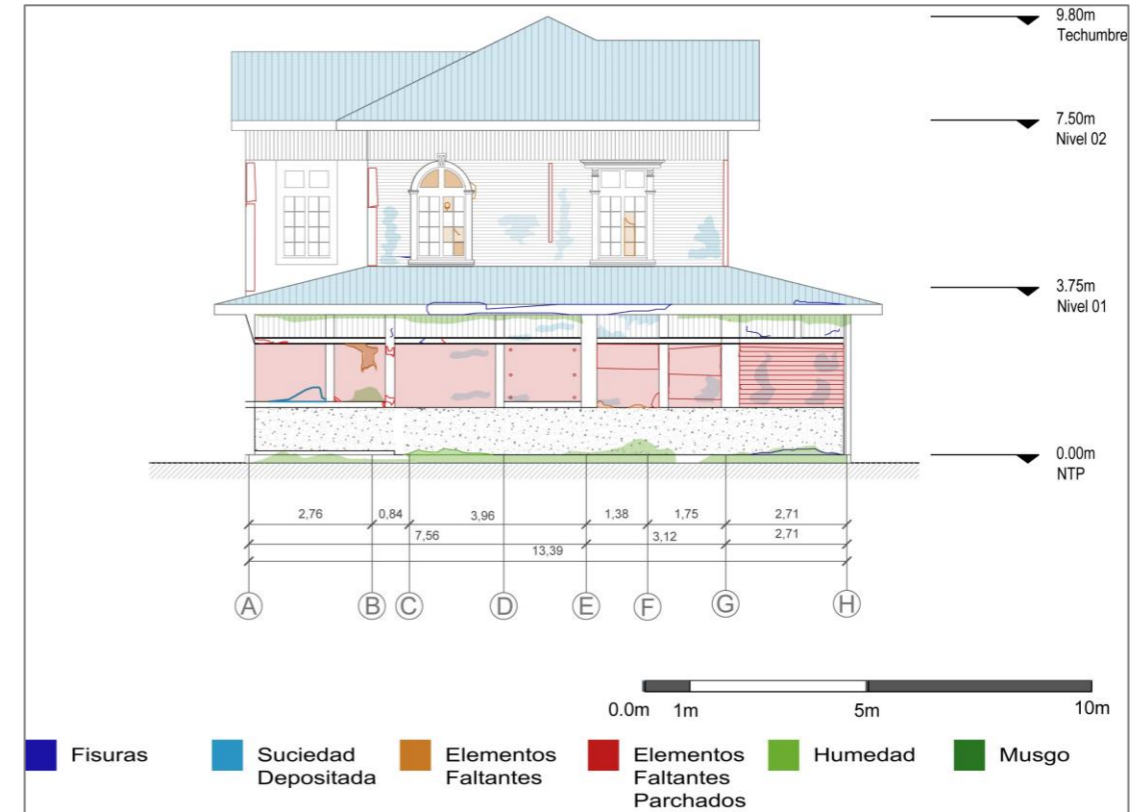 9.80m
Techumbre
7.50m
Nivel 02
3.75m
Nivel 01
0.00m
NTP
2,76 0,84 3,96 1,38 1,75 2,71
7,56 3,12 2,71
13,39
A B C D E F G H
0.0m 1m 5m 10m
Fisuras
Suciedad
Depositada
Elementos
Faltantes
Elementos
Faltantes
Parchados
Humedad
Musgo